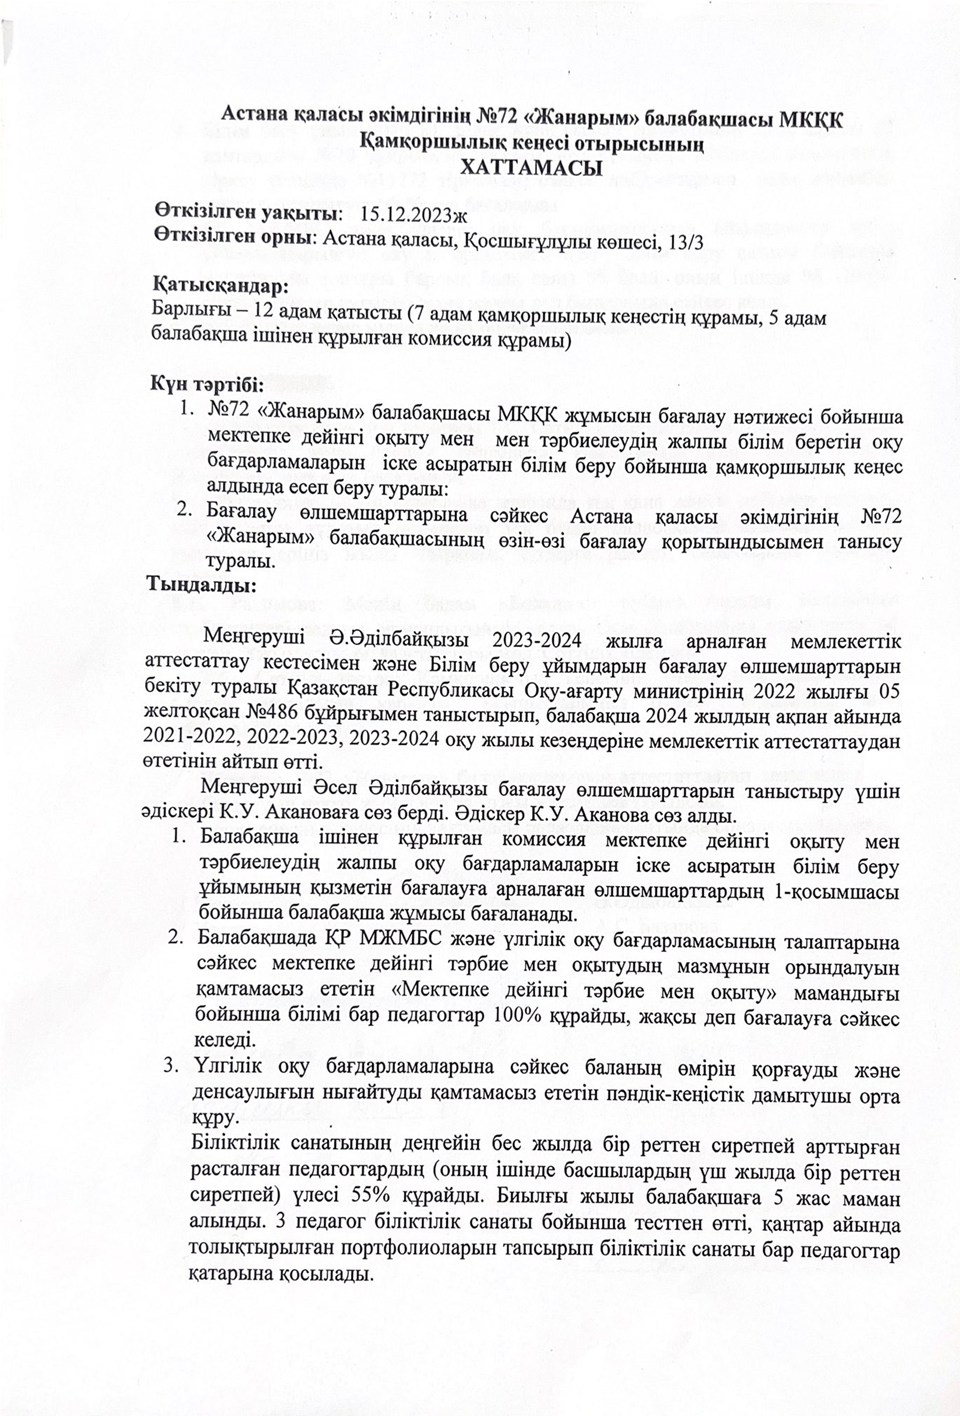 Астана қаласы әкімдігінің №72 «Жанарым» балабақшасы МКҚК
Қамқоршылық кеңесі отырысының
ХАТТАМАСЫ
Өткізілген уақыты: 15.12.2023ж
Өткізілген орны: Астана қаласы, Қосшығұлұлы көшесі, 13/3
Қатысқандар:
Барлығы – 12 адам қатысты (7 адам қамқоршылық кеңестің құрамы, 5 адам
балабақша ішінен құрылған комиссия құрамы)
Күн тәртібі:
1. №72 «Жанарым» балабақшасы МКҚК жұмысын бағалау нәтижесі бойынша
мектепке дейінгі оқыту мен мен тәрбиелеудің жалпы білім беретін оқу
бағдарламаларын іске асыратын білім беру бойынша қамқоршылық кеңес
алдында есеп беру туралы:
2. Бағалау өлшемшарттарына сәйкес Астана қаласы әкімдігінің №72
«Жанарым» балабақшасының өзін-өзі бағалау қорытындысымен танысу
туралы.
Тыңдалды:
Меңгеруші Ә.Әділбайқызы 2023-2024 жылға арналған мемлекеттік
аттестаттау кестесімен және Білім беру ұйымдарын бағалау өлшемшарттарын
бекіту туралы Қазақстан Республикасы Оқу-ағарту министрінің 2022 жылғы 05
желтоқсан №486 бұйрығымен таныстырып, балабақша 2024 жылдың ақпан айында
2021-2022, 2022-2023, 2023-2024 оқу жылы кезеңдеріне мемлекеттік аттестаттаудан
өтетінін айтып өтті.
Меңгеруші Әсел Әділбайқызы бағалау өлшемшарттарын таныстыру үшін
әдіскері К.У. Акановаға сөз берді. Әдіскер К.У. Аканова сөз алды.
1. Балабақша ішінен құрылған комиссия мектепке дейінгі оқыту мен
тәрбиелеудің жалпы оқу бағдарламаларын іске асыратын білім беру
ұйымының қызметін бағалауға арналаған өлшемшарттардың 1-қосымшасы
бойынша балабақша жұмысы бағаланады.
2. Балабақшада ҚР МЖМБС және үлгілік оқу бағдарламасының талаптарына
сәйкес мектепке дейінгі тәрбие мен оқытудың мазмұнын орындалуын
қамтамасыз ететін «Мектепке дейінгі тәрбие мен оқыту» мамандығы
бойынша білімі бар педагогтар 100% құрайды, жақсы деп бағалауға сәйкес
келеді.
3. Үлгілік оқу бағдарламаларына сәйкес баланың өмірін қорғауды және
денсаулығын нығайтуды қамтамасыз ететін пәндік-кеңістік дамытушы орта
құру.
Біліктілік санатының деңгейін бес жылда бір реттен сиретпей арттырған
расталған педагогтардың (оның ішінде басшылардың үш жылда бір реттен
сиретпей) үлесі 55% құрайды. Биылғы жылы балабақшаға 5 жас маман
алынды. 3 педагог біліктілік санаты бойынша тесттен өтті, қаңтар айында
толықтырылған портфолиоларын тапсырып біліктілік санаты бар педагогтар
қатарына қосылады.